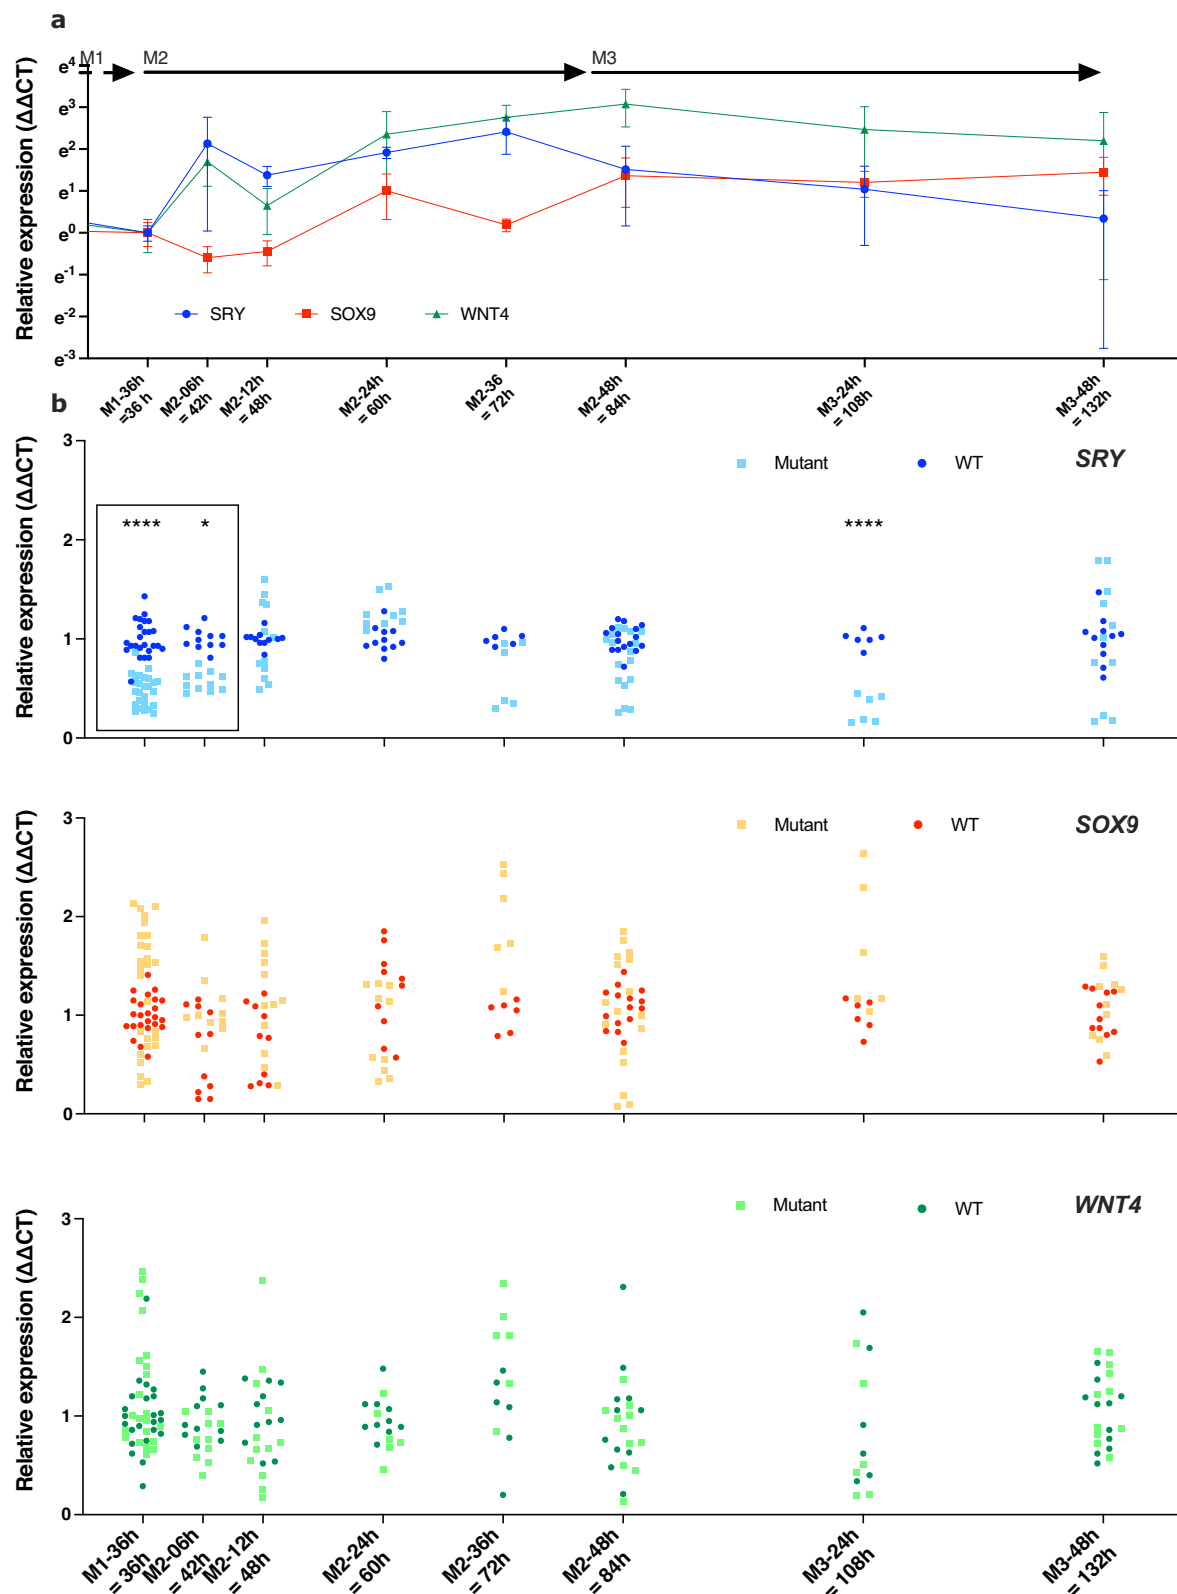 a
M1 M2 M3
Relative expression (ΔΔCT)
e4
e3
e2
e1
e0
e-1
e-2
e-3
SRY SOX9 WNT4
M1-36h
=36 h
M2-06h
= 42h
M2-12h
= 48h
M2-24h
= 60h
M2-36
= 72h
M2-48h
= 84h
M3-24h
= 108h
M3-48h
= 132h
b
Relative expression (ΔΔCT)
3
2
1
0
Mutant WT SRY
**** * ****
Relative expression (ΔΔCT)
3
2
1
0
Mutant WT SOX9
Relative expression (ΔΔCT)
3
2
1
0
Mutant WT WNT4
M1-36h
= 36h
M2-06h
= 42h
M2-12h
= 48h
M2-24h
= 60h
M2-36h
= 72h
M2-48h
= 84h
M3-24h
= 108h
M3-48h
= 132h